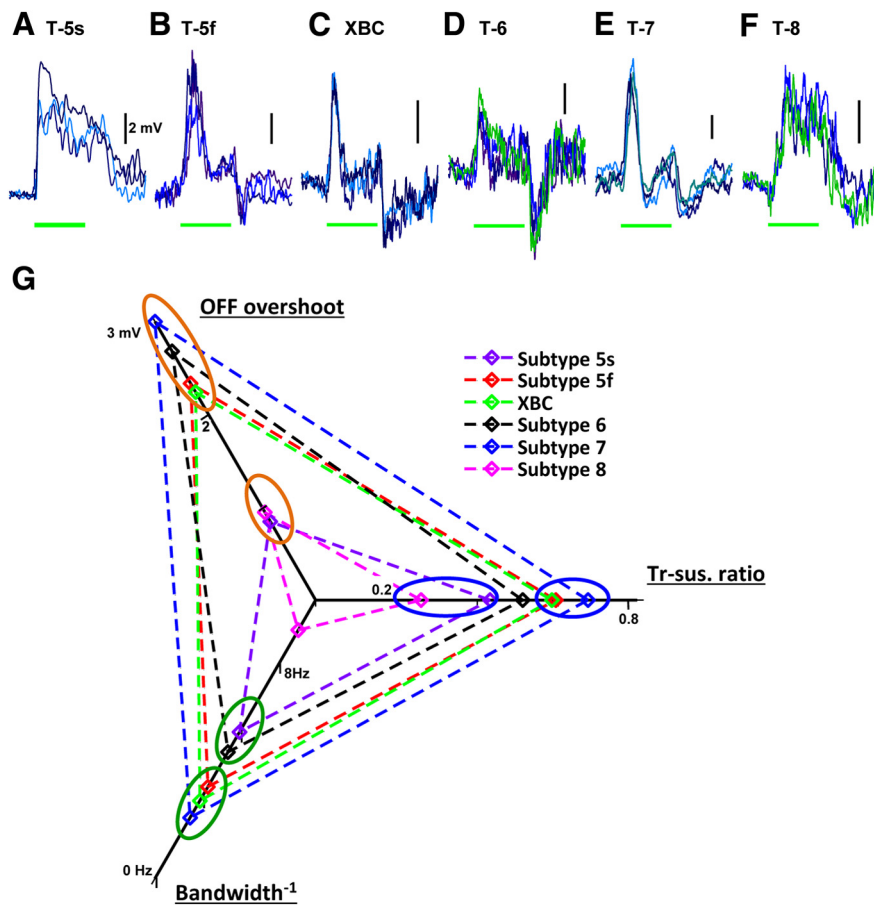 A T-5s B T-5f C XBC D T-6 E T-7 F T-8
2 mV
G
OFF overshoot
3 mV
Subtype 5s
Subtype 5f
XBC
Subtype 6
Subtype 7
Subtype 8
2
Tr-sus. ratio
0.2
0.8
8Hz
0 Hz
Bandwidth⁻¹